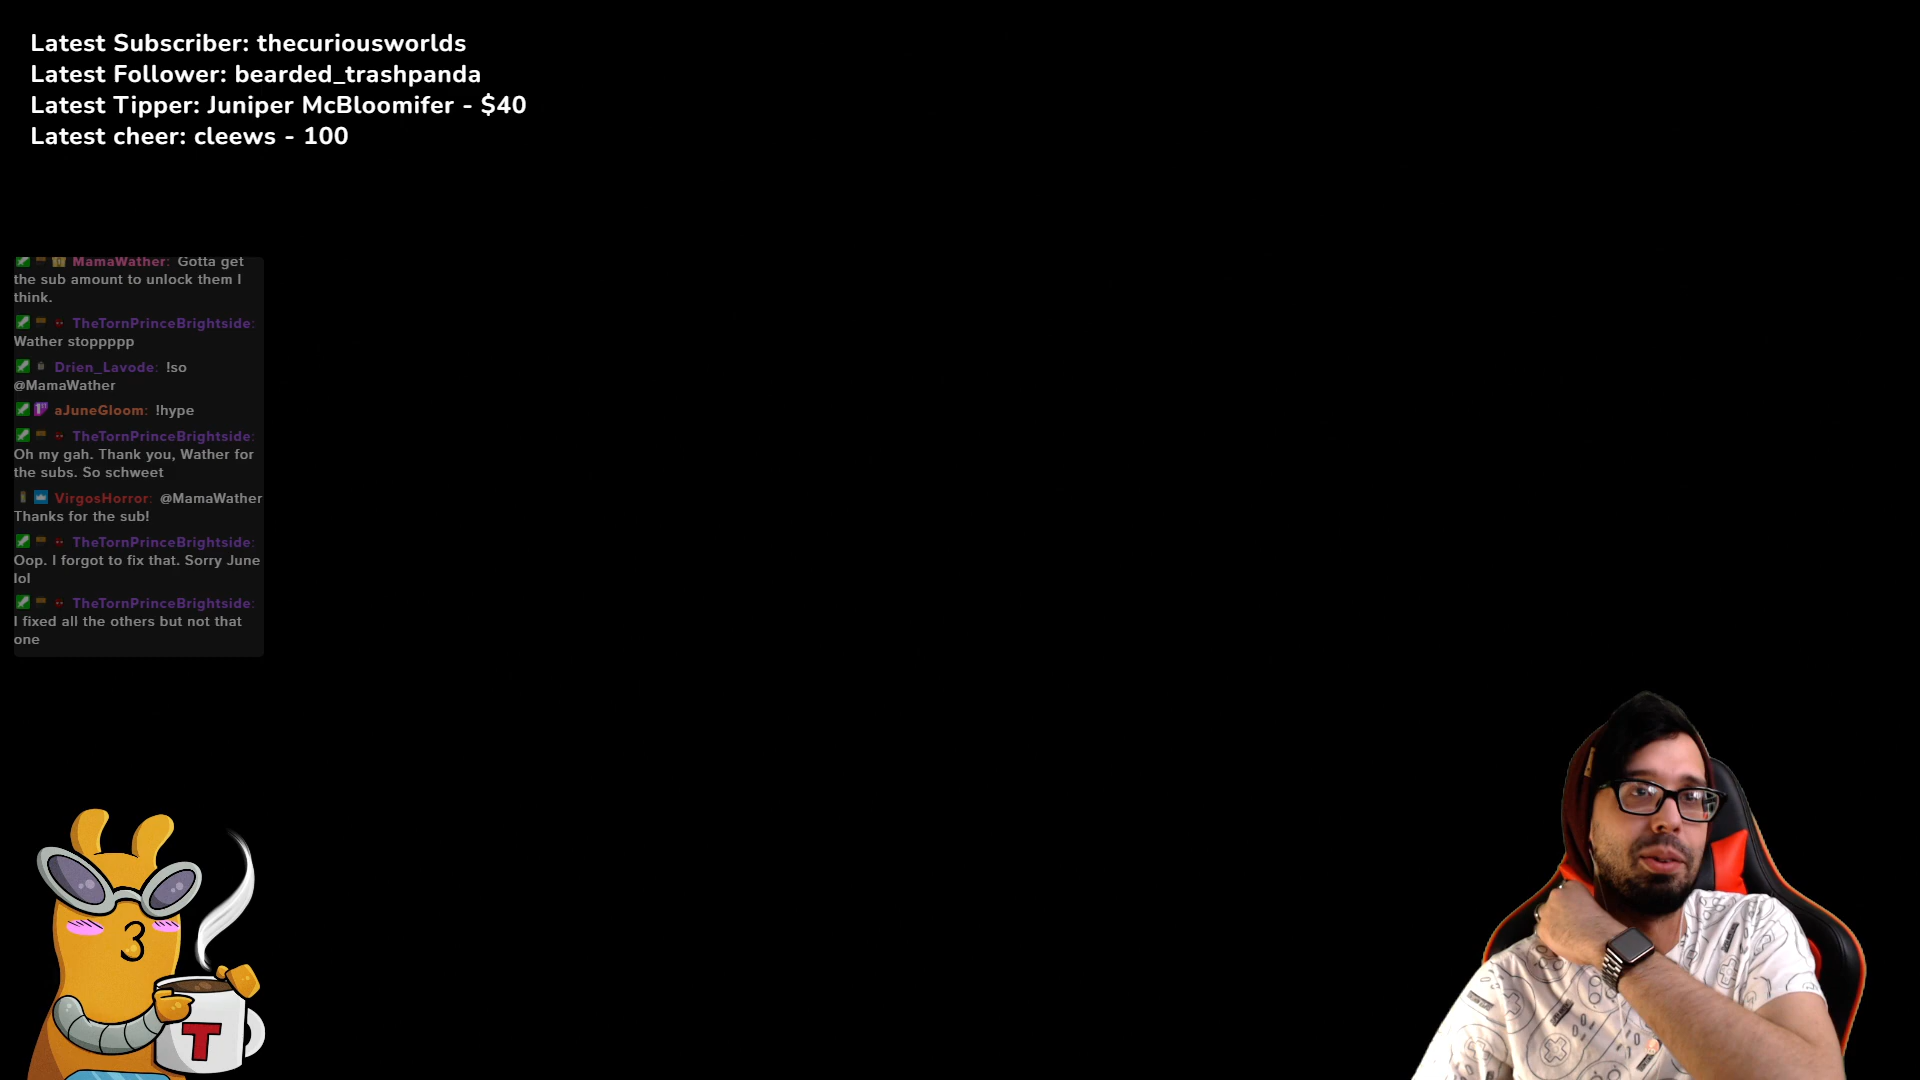 Latest Subscriber: thecuriousworlds
Latest Follower: bearded_trashpanda
Latest Tipper: Juniper McBloomifer - $40
Latest cheer: cleews - 100
MamaWather: Gotta get
the sub amount to unlock them I
think.
TheTornPrinceBrightside:
Wather stoppppp
Drien_Lavode: !so
@MamaWather
aJuneGloom: !hype
TheTornPrinceBrightside:
Oh my gah. Thank you, Wather for
the subs. So schweet
VirgosHorror: @MamaWather
Thanks for the sub!
TheTornPrinceBrightside:
Oop. I forgot to fix that. Sorry June
lol
TheTornPrinceBrightside:
I fixed all the others but not that
one
T